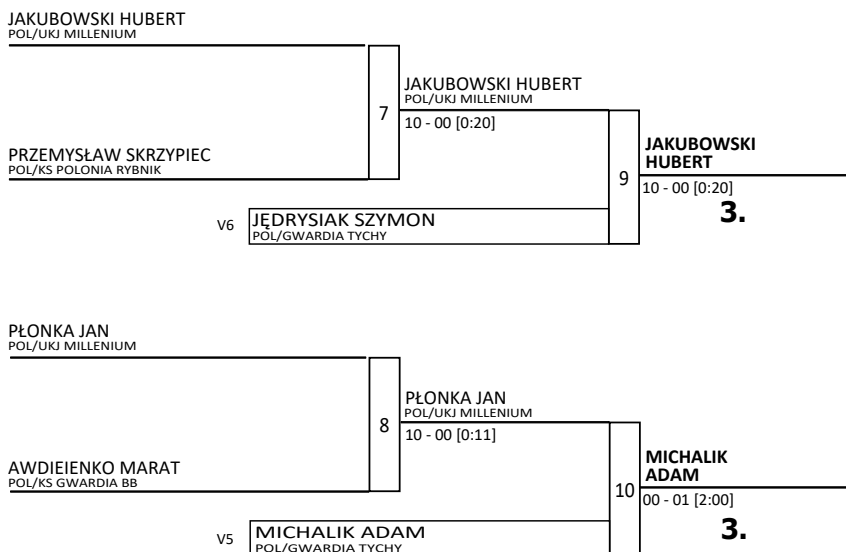 JAKUBOWSKI HUBERT
POL/UKJ MILLENIUM
7
JAKUBOWSKI HUBERT
POL/UKJ MILLENIUM
10 - 00 [0:20]
PRZEMYSŁAW SKRZYPIEC
POL/KS POLONIA RYBNIK
9
JAKUBOWSKI
HUBERT
10 - 00 [0:20]
3.
V6
JĘDRYSIAK SZYMON
POL/GWARDIA TYCHY
PŁONKA JAN
POL/UKJ MILLENIUM
8
PŁONKA JAN
POL/UKJ MILLENIUM
10 - 00 [0:11]
AWDIEIENKO MARAT
POL/KS GWARDIA BB
10
MICHALIK
ADAM
00 - 01 [2:00]
3.
V5
MICHALIK ADAM
POL/GWARDIA TYCHY